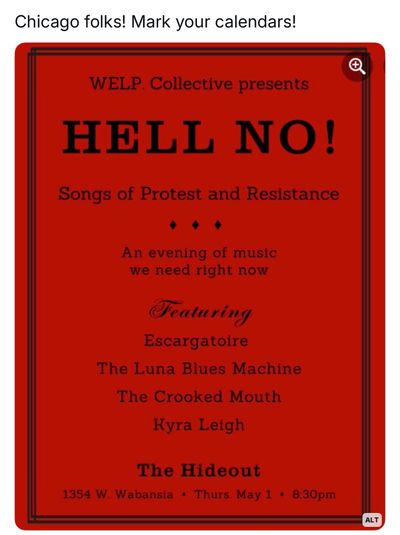 Chicago folks! Mark your calendars!
WELP. Collective presents
HELL NO!
Songs of Protest and Resistance
An evening of music
we need right now
Featuring
Escargatoire
The Luna Blues Machine
The Crooked Mouth
Kyra Leigh
The Hideout
1354 W. Wabansia • Thurs. May 1 • 8:30pm
ALT